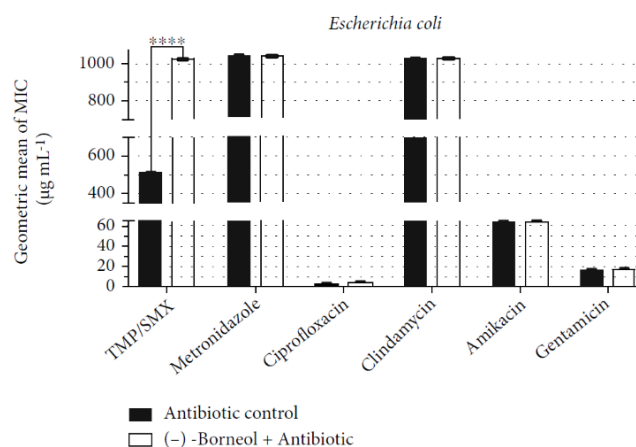 Escherichia coli
****
1000
800
600
400
60
40
20
0
Geometric mean of MIC
(µg mL⁻¹)
TMP/SMX
Metronidazole
Ciprofloxacin
Clindamycin
Amikacin
Gentamicin
Antibiotic control
(−) -Borneol + Antibiotic